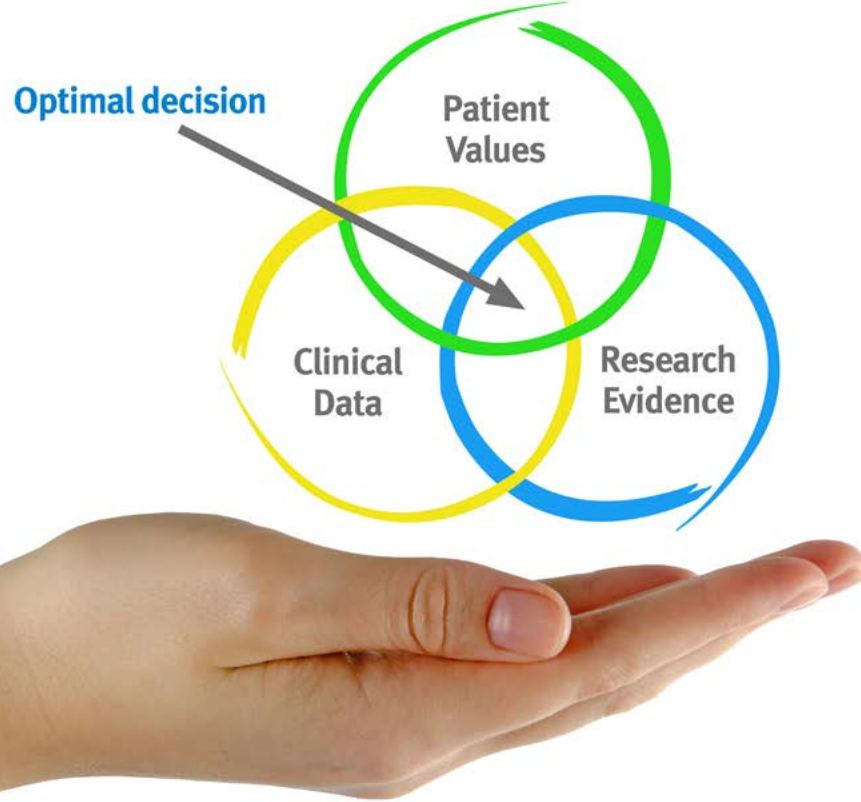 Optimal decision
Patient
Values
Clinical
Data
Research
Evidence